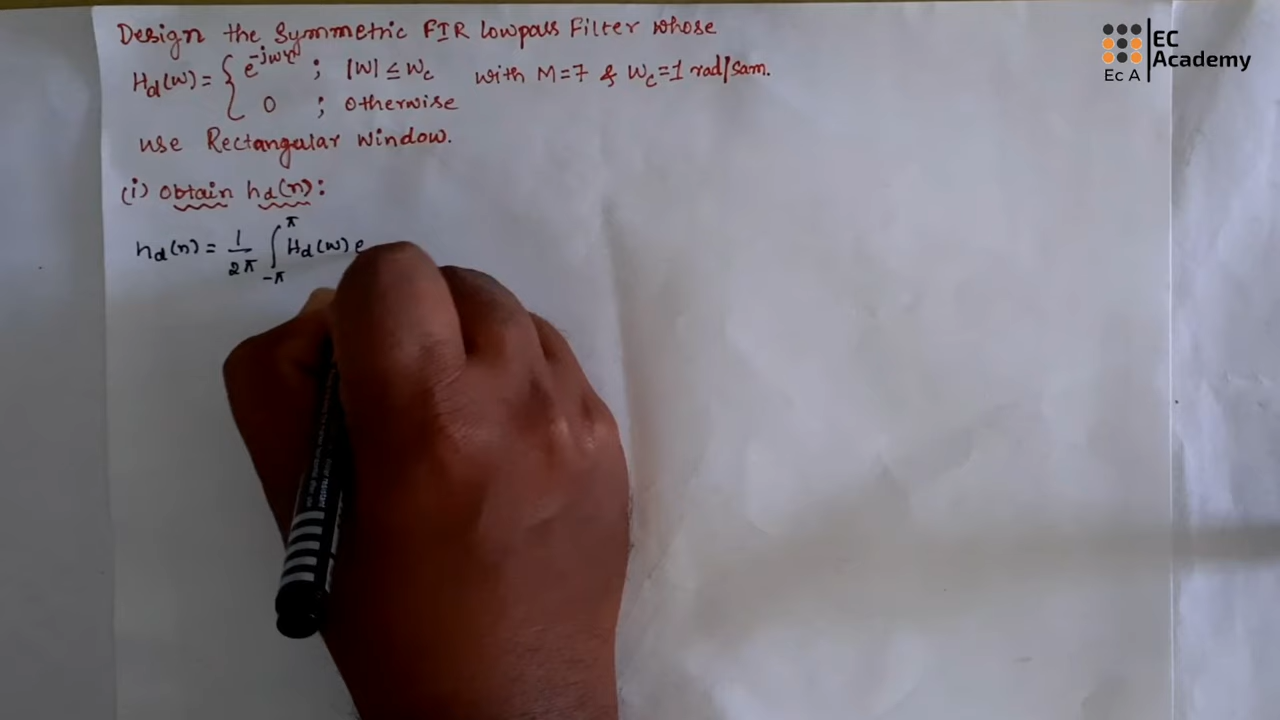 Design the Symmetric FIR lowpass Filter whose
Hd(w) = { e^-jwτ ; |w| ≤ wc with M=7 & wc=1 rad/sam.
0 ; otherwise
use Rectangular window.
(i) Obtain hd(n):
hd(n) = 1/2π ∫_-π^π Hd(w) e
EC Academy
Ec A